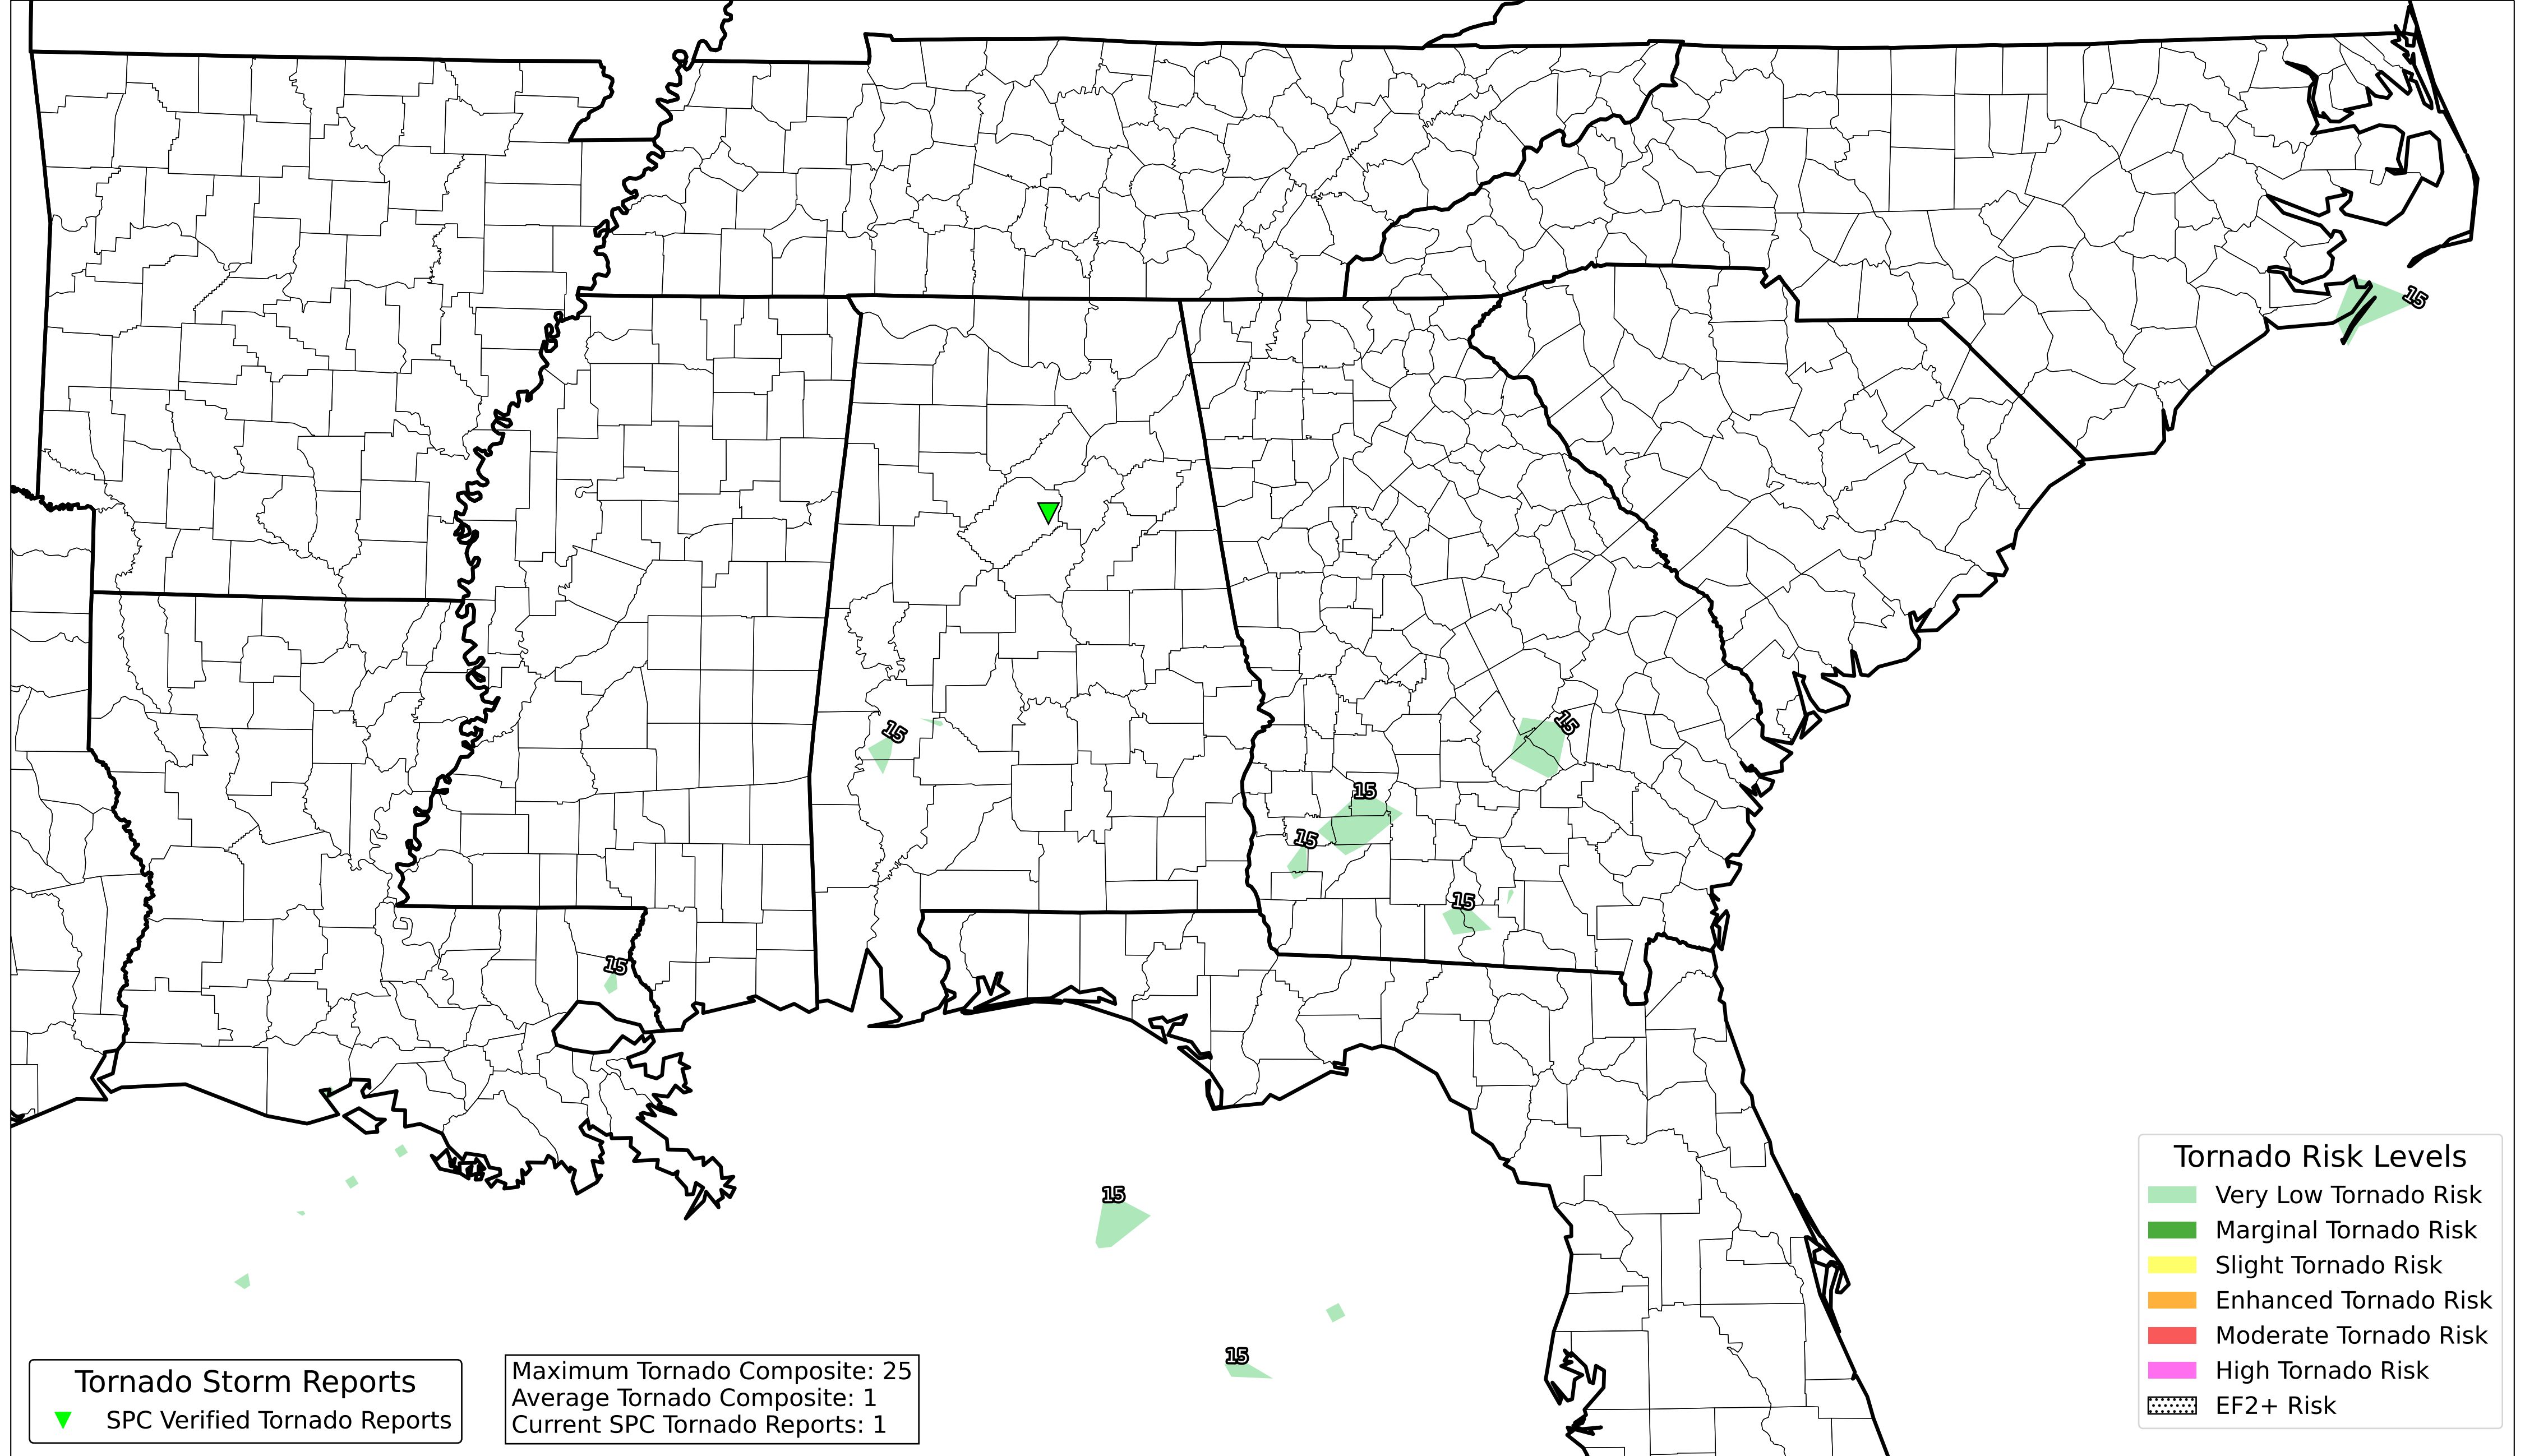 15
15
15
15
15
15
15
15
15
Tornado Risk Levels
Very Low Tornado Risk
Marginal Tornado Risk
Slight Tornado Risk
Enhanced Tornado Risk
Moderate Tornado Risk
High Tornado Risk
EF2+ Risk
Tornado Storm Reports
SPC Verified Tornado Reports
Maximum Tornado Composite: 25
Average Tornado Composite: 1
Current SPC Tornado Reports: 1